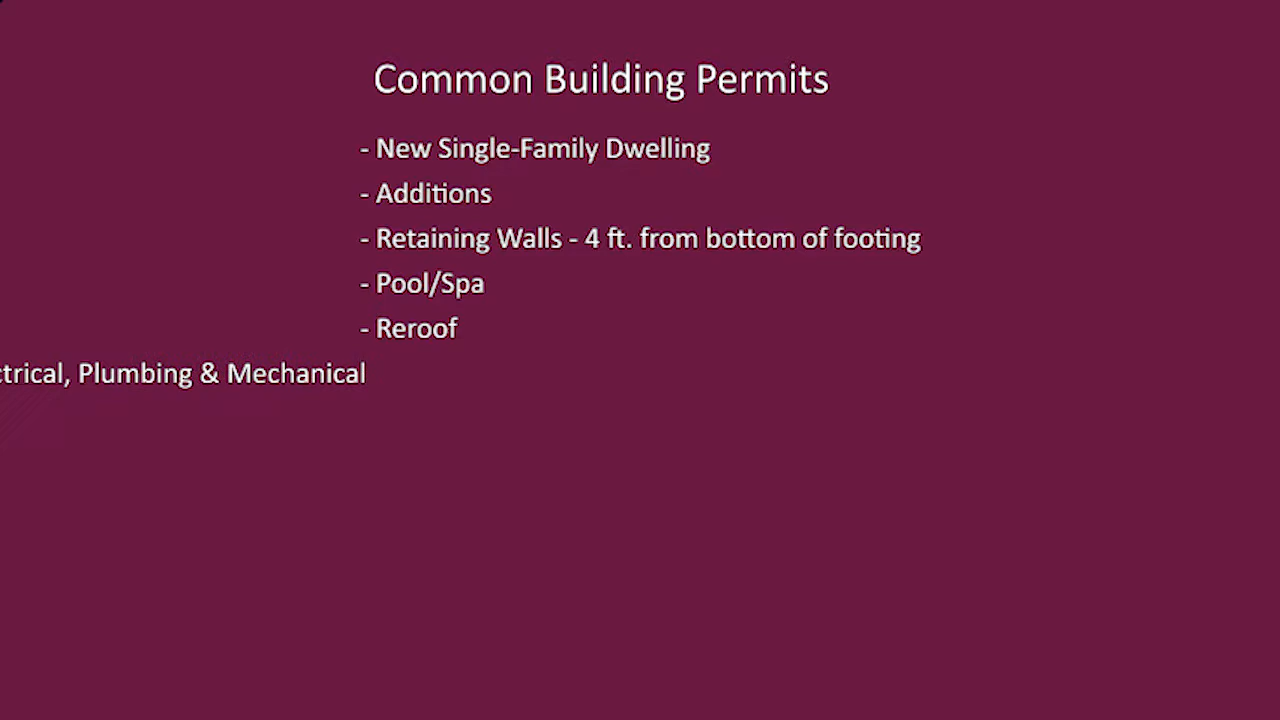 Common Building Permits
- New Single-Family Dwelling
- Additions
- Retaining Walls - 4 ft. from bottom of footing
- Pool/Spa
- Reroof
ctrical, Plumbing & Mechanical